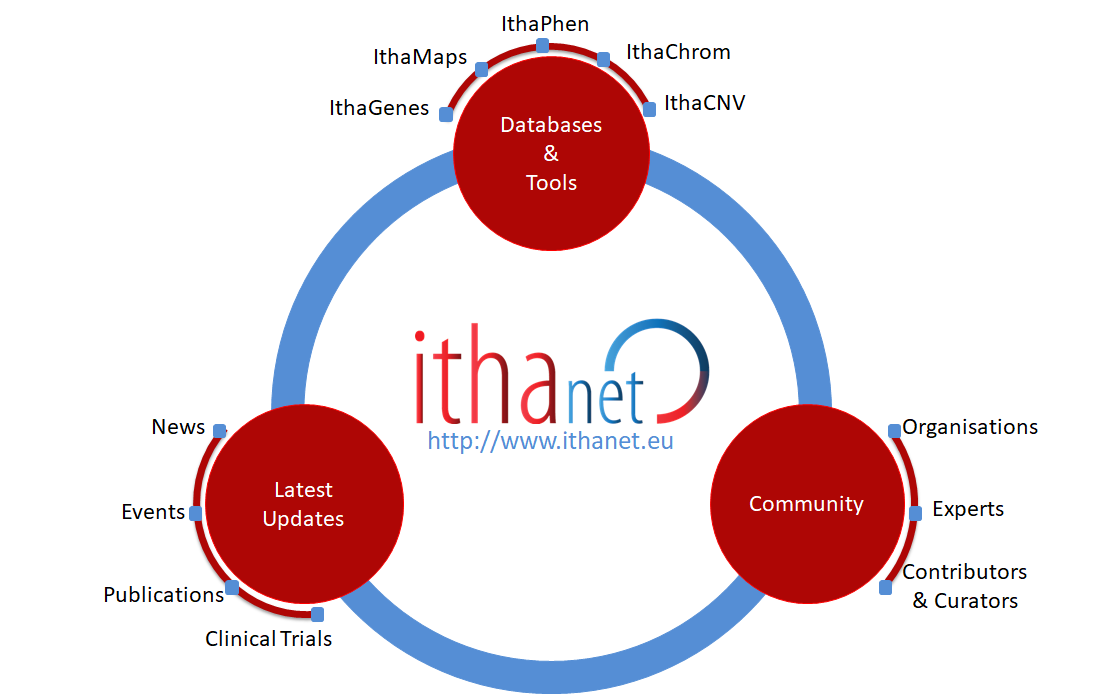 IthaPhen
IthaMaps
IthaChrom
IthaGenes
IthaCNV
Databases
&
Tools
ithanet
http://www.ithanet.eu
News
Events
Publications
Clinical Trials
Latest
Updates
Community
Organisations
Experts
Contributors
& Curators